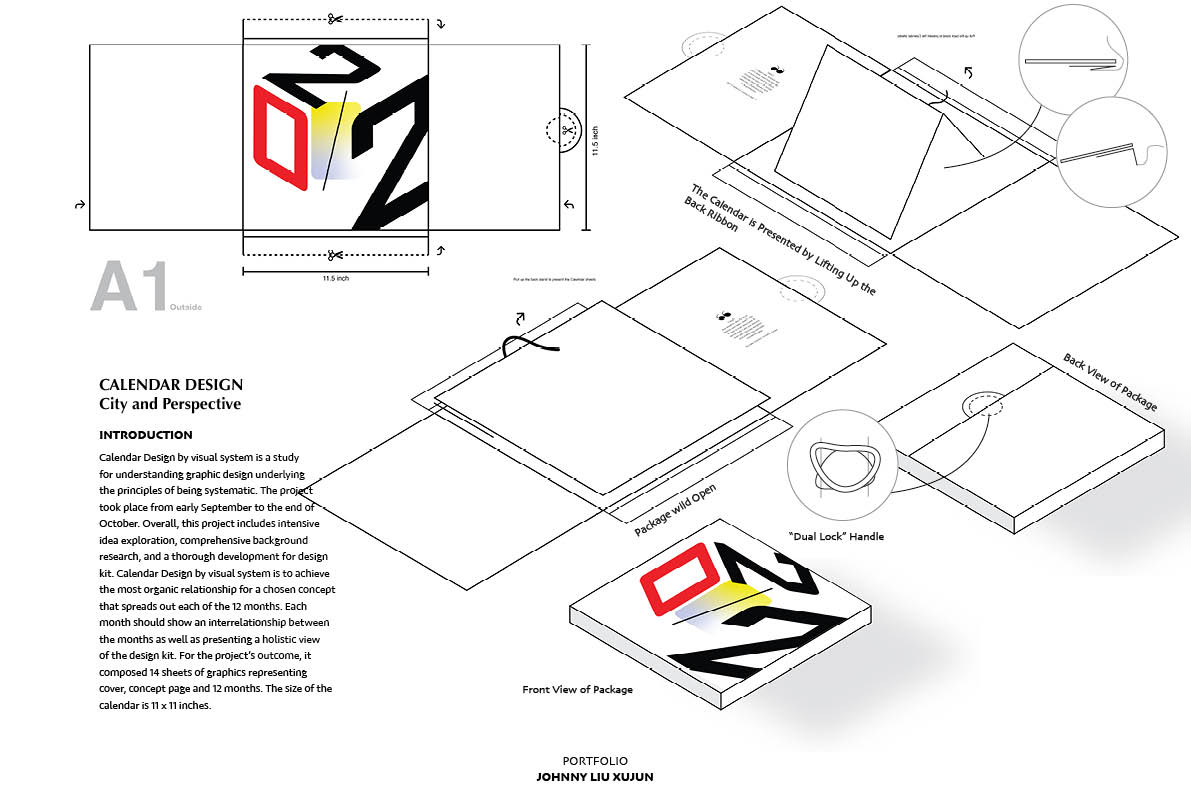 2
0
2
2
11.5 inch
11.5 inch
A1 Outside
Pull up the back stand to present the Calendar sheets
The Calendar is Presented by Lifting Up the
Back Ribbon
Back View of Package
Package wild Open
"Dual Lock" Handle
Front View of Package
0
2
2
CALENDAR DESIGN
City and Perspective
INTRODUCTION
Calendar Design by visual system is a study
for understanding graphic design underlying
the principles of being systematic. The project
took place from early September to the end of
October. Overall, this project includes intensive
idea exploration, comprehensive background
research, and a thorough development for design
kit. Calendar Design by visual system is to achieve
the most organic relationship for a chosen concept
that spreads out each of the 12 months. Each
month should show an interrelationship between
the months as well as presenting a holistic view
of the design kit. For the project's outcome, it
composed 14 sheets of graphics representing
cover, concept page and 12 months. The size of the
calendar is 11 x 11 inches.
PORTFOLIO
JOHNNY LIU XUJUN